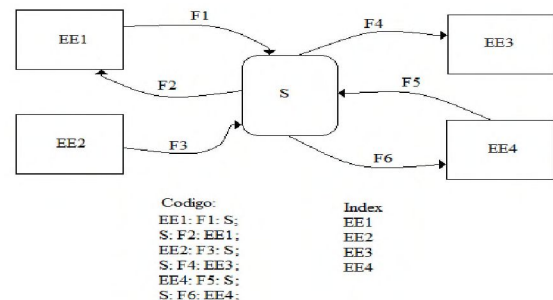 F1
F4
EE1
EE3
F2
S
F5
EE2
F3
F6
EE4
Codigo:
EE1: F1: S;
S: F2: EE1;
EE2: F3: S;
S: F4: EE3;
EE4: F5: S;
S: F6: EE4;
Index
EE1
EE2
EE3
EE4